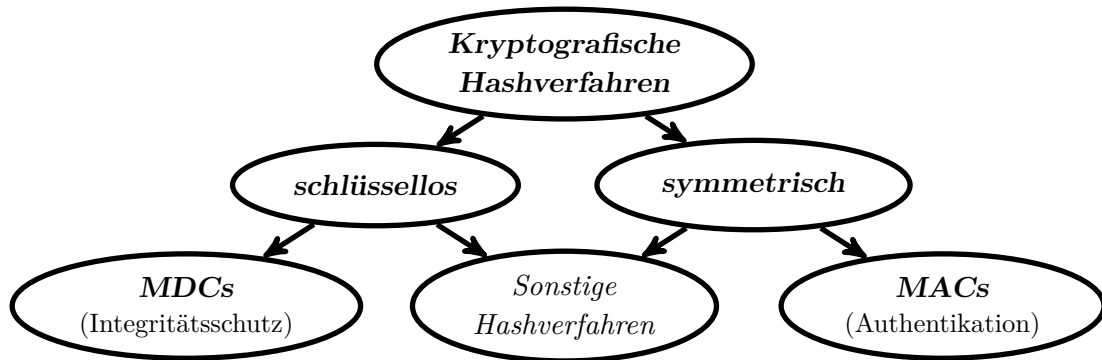 Kryptografische
Hashverfahren
schlüssellos
symmetrisch
MDCs
(Integritätsschutz)
Sonstige
Hashverfahren
MACs
(Authentikation)